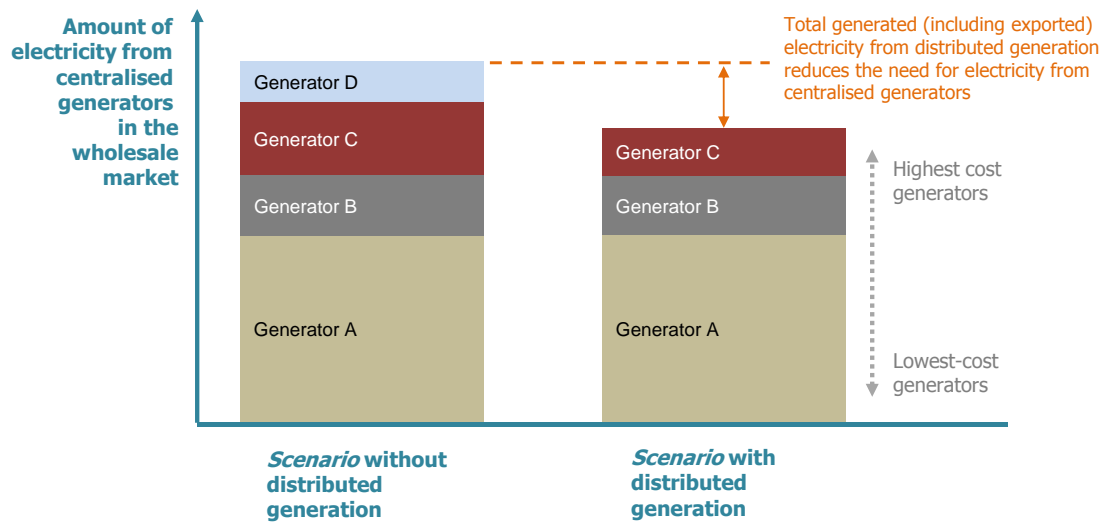 Amount of
electricity from
centralised
generators
in the
wholesale
market
Generator D
Generator C
Generator B
Generator A
Generator C
Generator B
Generator A
Total generated (including exported)
electricity from distributed generation
reduces the need for electricity from
centralised generators
Highest cost
generators
Lowest-cost
generators
Scenario without
distributed
generation
Scenario with
distributed
generation